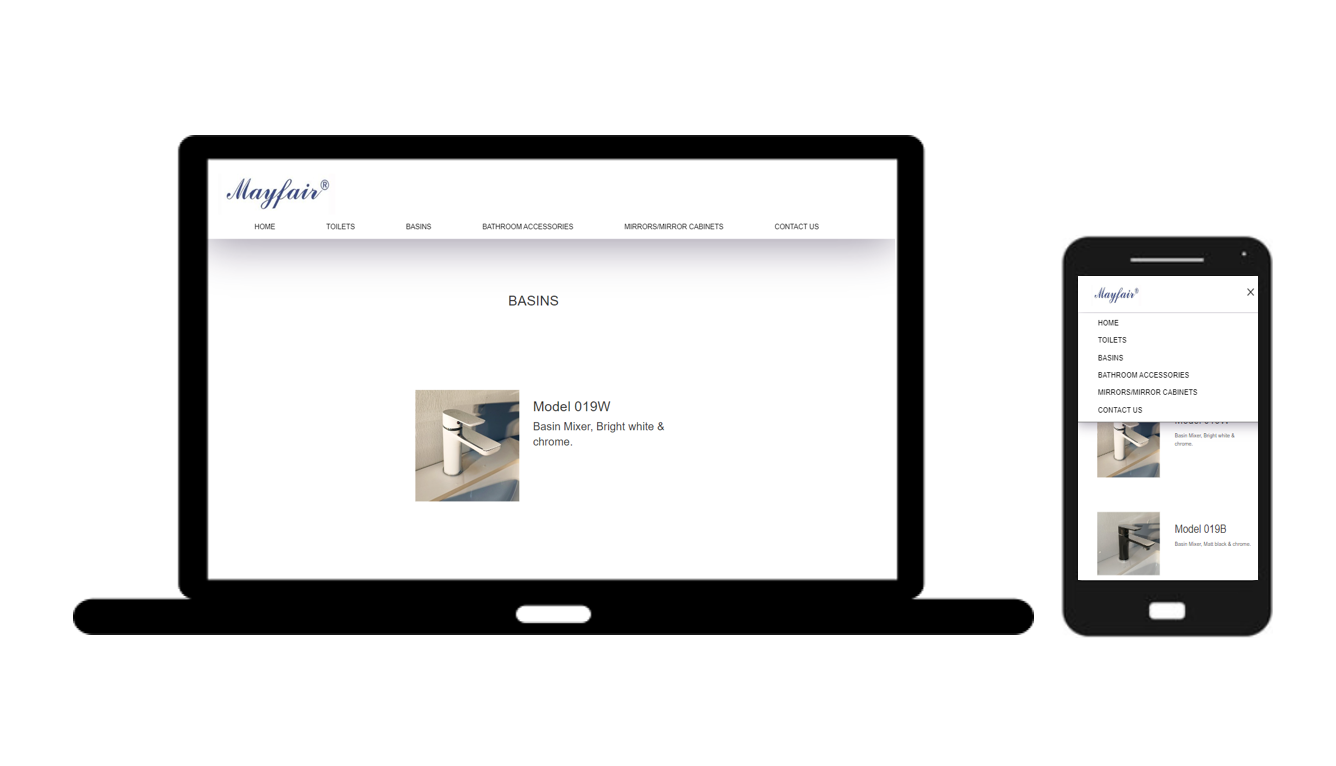 Mayfair®
HOME TOILETS BASINS BATHROOM ACCESSORIES MIRRORS/MIRROR CABINETS CONTACT US
BASINS
Model 019W
Basin Mixer, Bright white &
chrome.
Mayfair®
X
HOME
TOILETS
BASINS
BATHROOM ACCESSORIES
MIRRORS/MIRROR CABINETS
CONTACT US
Basin Mixer, Bright white &
chrome.
Model 019B
Basin Mixer, Matt black & chrome.